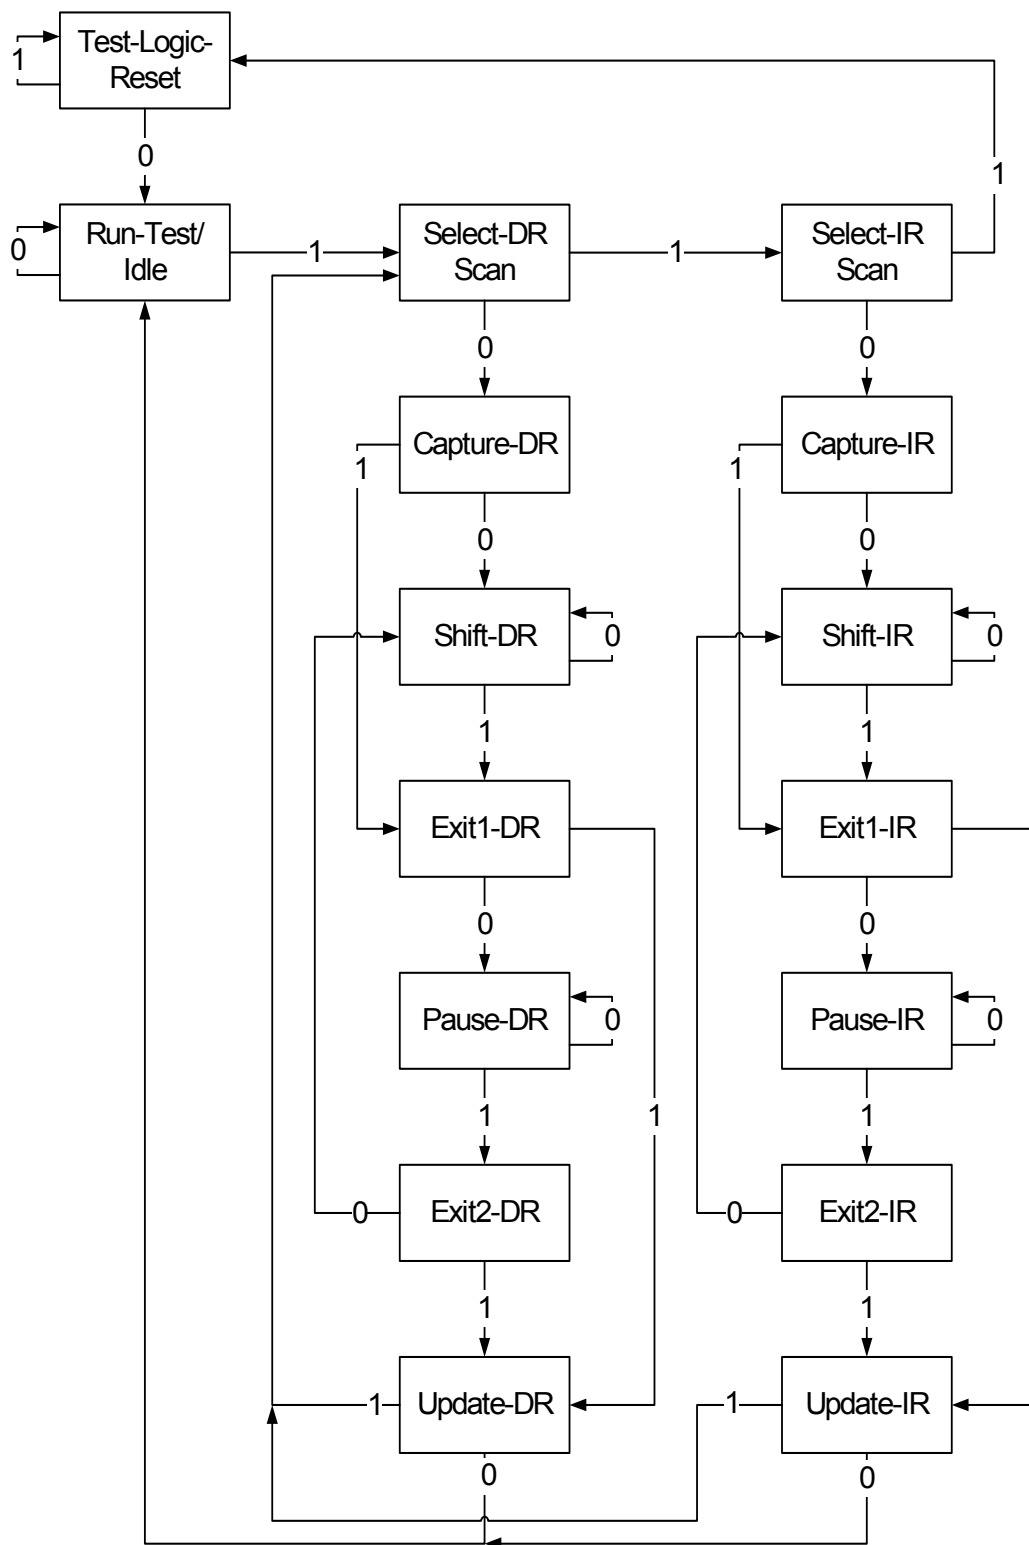 Test-Logic-
Reset
1
0
1
Run-Test/
Idle
0
1
Select-DR
Scan
1
Select-IR
Scan
0
0
Capture-DR
Capture-IR
1
1
0
0
Shift-DR
0
Shift-IR
0
1
1
Exit1-DR
Exit1-IR
0
0
Pause-DR
0
Pause-IR
0
1
1
1
0
Exit2-DR
0
Exit2-IR
1
1
1
Update-DR
1
Update-IR
0
0